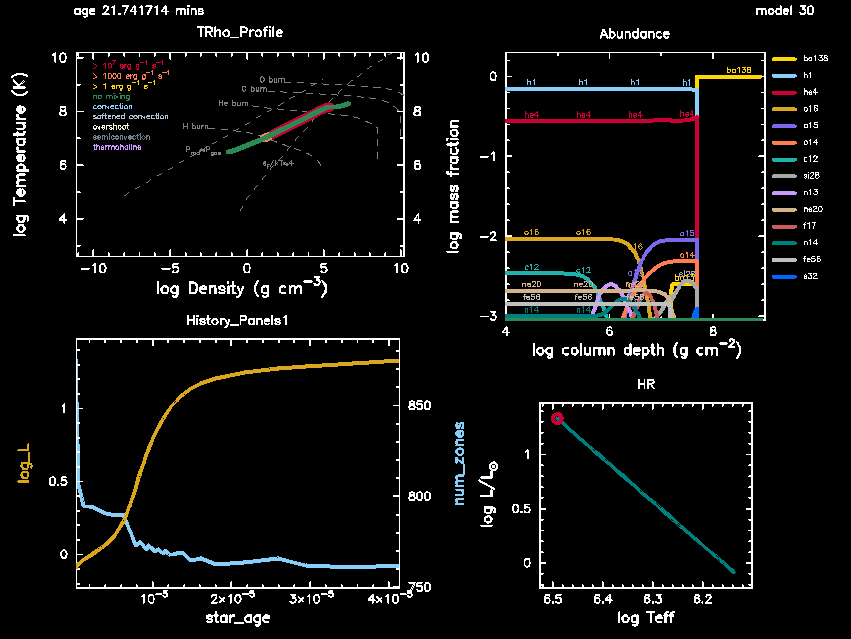 age 21.741714 mins
model 30
TRho_Profile
log Temperature (K)
10
8
6
4
> 10⁷ erg g⁻¹ s⁻¹
> 1000 erg g⁻¹ s⁻¹
> 1 erg g⁻¹ s⁻¹
no mixing
convection
softened convection
overshoot
semiconvection
thermohaline
O burn
C burn
He burn
H burn
10
8
6
4
−10
−5
0
5
10
log Density (g cm⁻³)
Abundance
log mass fraction
0
−1
−2
−3
h1 h1 h1 h1
he4 he4 he4 he4
o16 o16 o15
o14
c12 c12
ne20 ne20
fe56 fe56 fe56
n14 n14
4
6
8
log column depth (g cm⁻²)
ba138
h1
he4
o16
o15
o14
c12
si28
n13
ne20
f17
n14
fe56
s32
History_Panels1
log_L
1
0.5
0
850
800
750
num_zones
10⁻⁵
2×10⁻⁵
3×10⁻⁵
4×10⁻⁵
star_age
HR
log L/L☉
1
0.5
0
6.5
6.4
6.3
6.2
log Teff